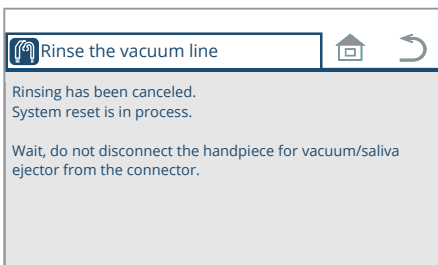 Rinse the vacuum line
Rinsing has been canceled.
System reset is in process.
Wait, do not disconnect the handpiece for vacuum/saliva
ejector from the connector.